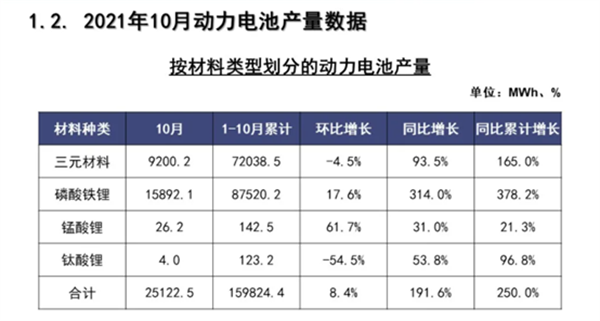 1.2. 2021年10月动力电池产量数据
按材料类型划分的动力电池产量
单位：MWh、%
材料种类 10月 1-10月累计 环比增长 同比增长 同比累计增长
三元材料 9200.2 72038.5 -4.5% 93.5% 165.0%
磷酸铁锂 15892.1 87520.2 17.6% 314.0% 378.2%
锰酸锂 26.2 142.5 61.7% 31.0% 21.3%
钛酸锂 4.0 123.2 -54.5% 53.8% 96.8%
合计 25122.5 159824.4 8.4% 191.6% 250.0%